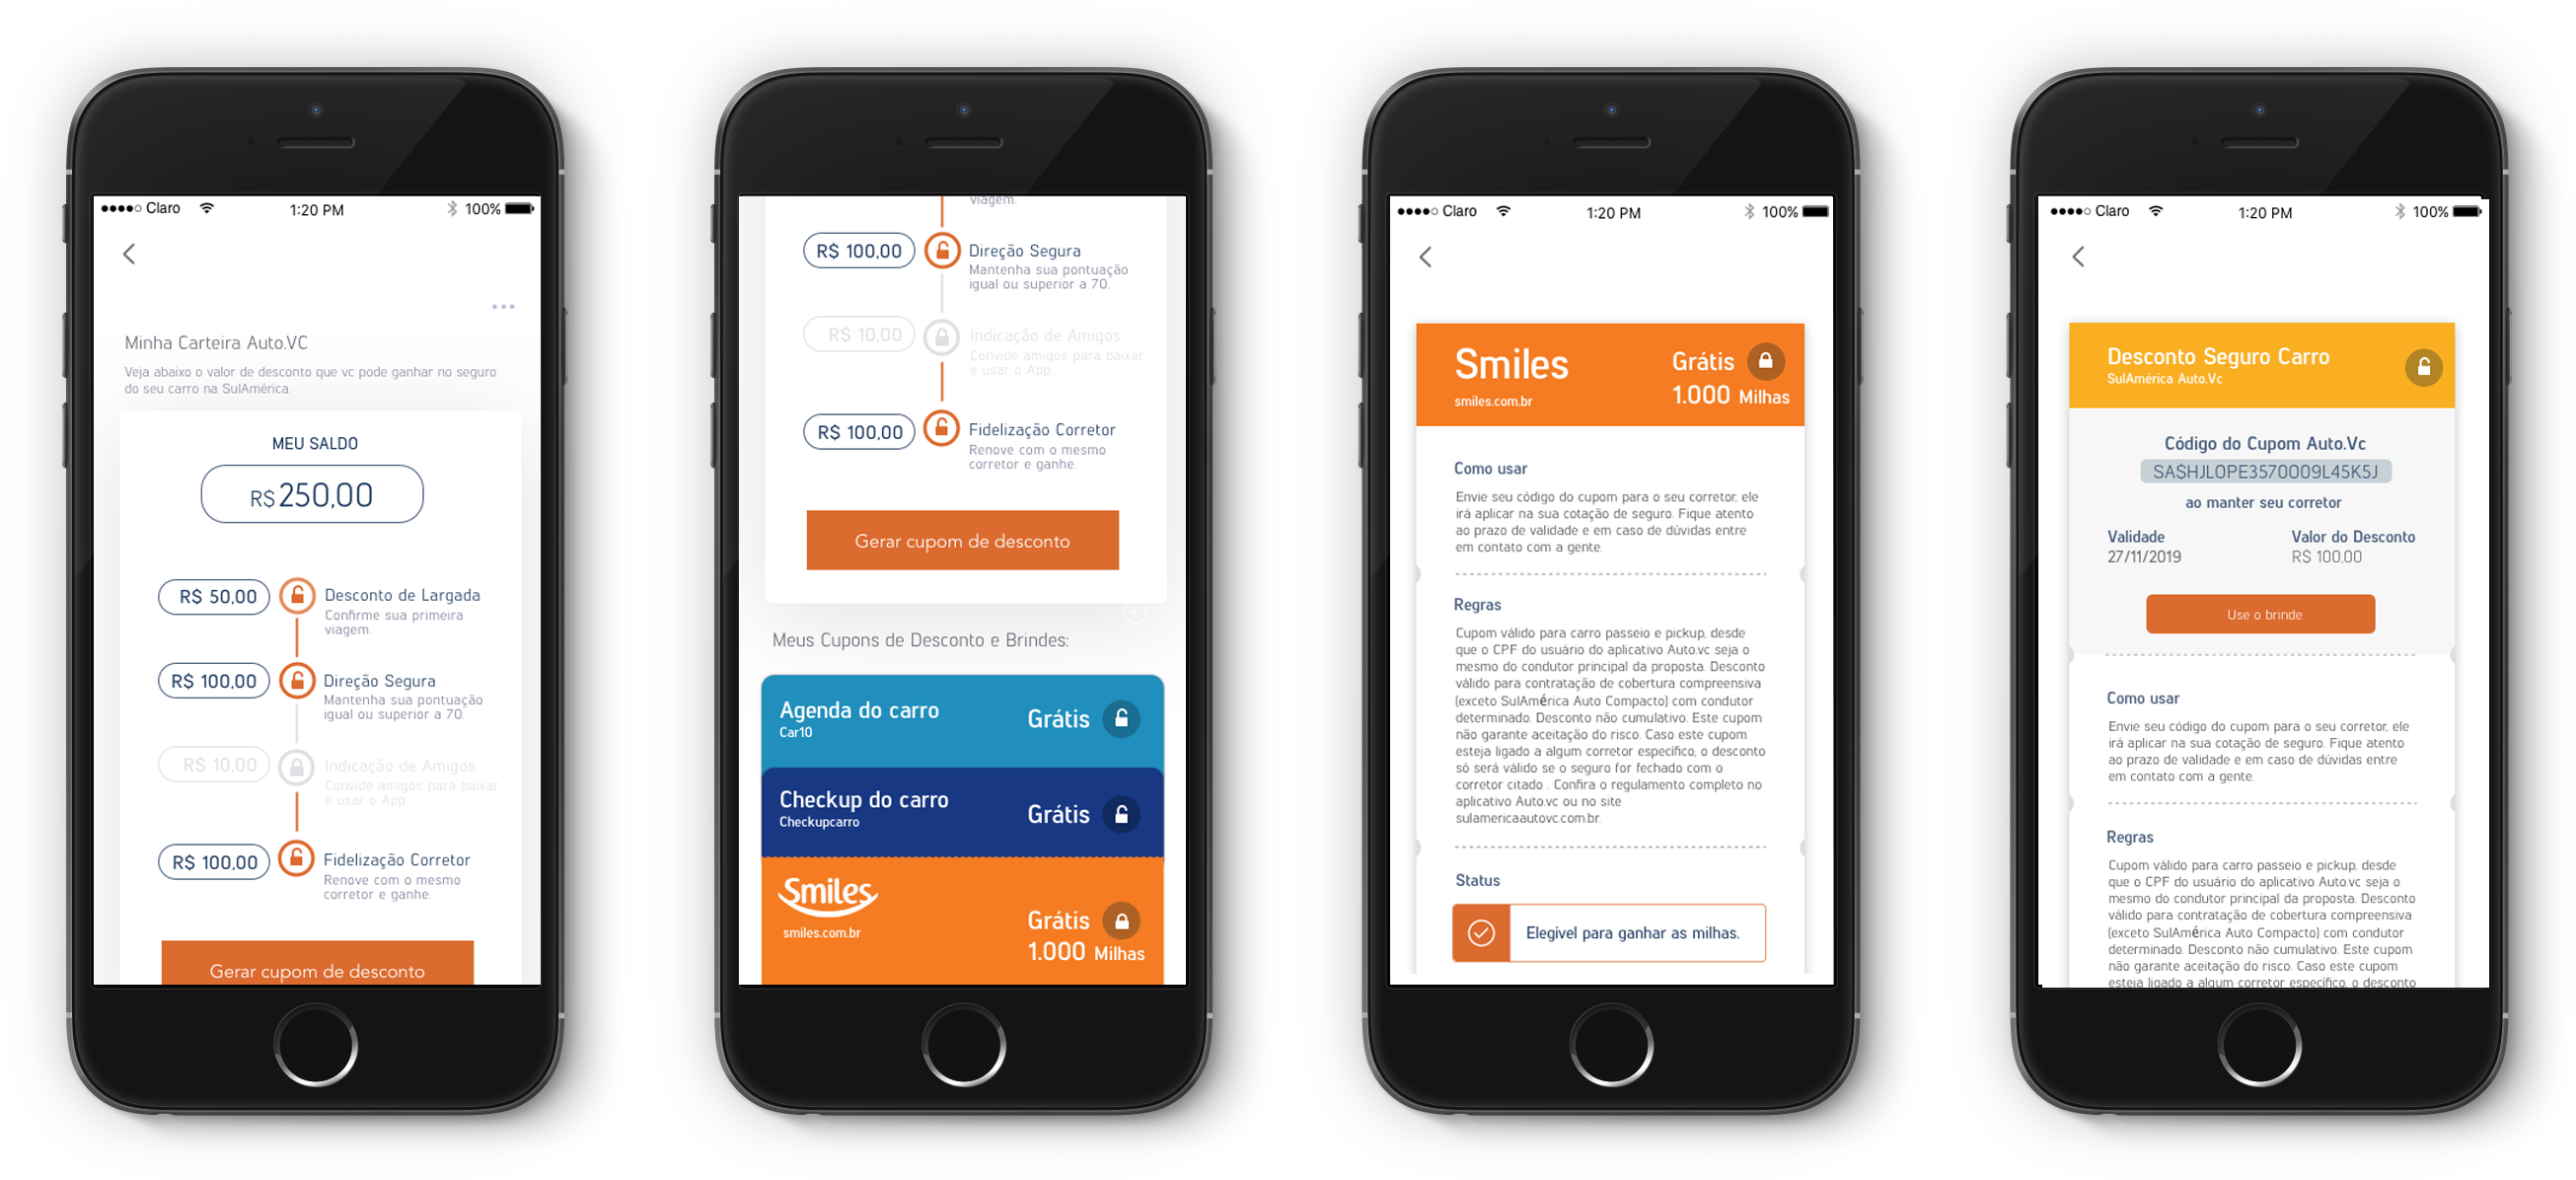 Claro
1:20 PM
100%
Minha Carteira Auto.VC
Veja abaixo o valor de desconto que vc pode ganhar no seguro
do seu carro na SulAmérica.
MEU SALDO
R$ 250,00
R$ 50,00
Desconto de Largada
Confirme sua primeira
viagem.
R$ 100,00
Direção Segura
Mantenha sua pontuação
igual ou superior a 70.
R$ 10,00
Indicação de Amigos
Convide amigos para baixar
e usar o App
R$ 100,00
Fidelização Corretor
Renove com o mesmo
corretor e ganhe.
Gerar cupom de desconto
viagem.
R$ 100,00
Direção Segura
Mantenha sua pontuação
igual ou superior a 70.
R$ 10,00
Indicação de Amigos
Convide amigos para baixar
e usar o App
R$ 100,00
Fidelização Corretor
Renove com o mesmo
corretor e ganhe.
Gerar cupom de desconto
Meus Cupons de Desconto e Brindes:
Agenda do carro
Car10
Grátis
Checkup do carro
Checkupcarro
Grátis
Smiles
smiles.com.br
Grátis
1.000 Milhas
Claro
1:20 PM
100%
Smiles
smiles.com.br
Grátis
1.000 Milhas
Como usar
Envie seu código do cupom para o seu corretor, ele
irá aplicar na sua cotação de seguro. Fique atento
ao prazo de validade e em caso de dúvidas entre
em contato com a gente.
Regras
Cupom válido para carro passeio e pickup, desde
que o CPF do usuário do aplicativo Auto.vc seja o
mesmo do condutor principal da proposta. Desconto
válido para contratação de cobertura compreensiva
(exceto SulAmérica Auto Compacto) com condutor
determinado. Desconto não cumulativo. Este cupom
não garante aceitação do risco. Caso este cupom
esteja ligado a algum corretor específico, o desconto
só será válido se o seguro for fechado com o
corretor citado . Confira o regulamento completo no
aplicativo Auto.vc ou no site
sulamericaautovc.com.br.
Status
Elegível para ganhar as milhas.
Claro
1:20 PM
100%
Desconto Seguro Carro
SulAmérica Auto.Vc
Código do Cupom Auto.Vc
SA$HJLOPE3570009L45K5J
ao manter seu corretor
Validade
27/11/2019
Valor do Desconto
R$ 100,00
Use o brinde
Como usar
Envie seu código do cupom para o seu corretor, ele
irá aplicar na sua cotação de seguro. Fique atento
ao prazo de validade e em caso de dúvidas entre
em contato com a gente.
Regras
Cupom válido para carro passeio e pickup, desde
que o CPF do usuário do aplicativo Auto.vc seja o
mesmo do condutor principal da proposta. Desconto
válido para contratação de cobertura compreensiva
(exceto SulAmérica Auto Compacto) com condutor
determinado. Desconto não cumulativo. Este cupom
não garante aceitação do risco. Caso este cupom
esteja ligado a algum corretor específico, o desconto